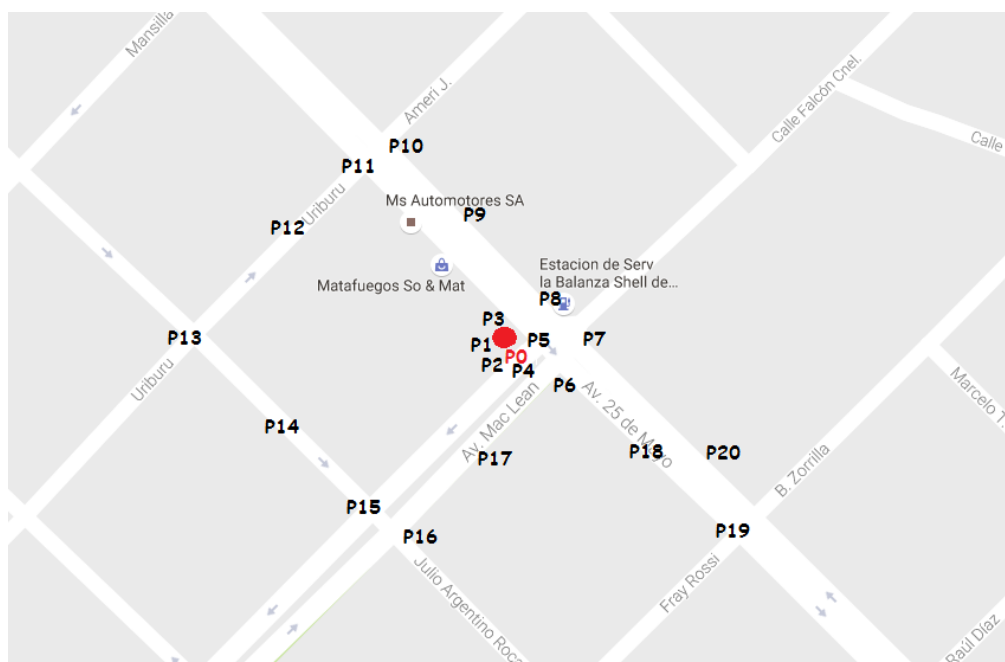 Mansilla
Ameri J.
Calle Falcón Cnel.
Calle
P10
P11
Uriburu
Ms Automotores SA
P9
P12
Estacion de Serv
la Balanza Shell de...
Matafuegos So & Mat
P8
P3
P13
P1
P5
P7
P0
P2
P4
P6
Uriburu
Av. Mac Lean
Av. 25 de Mayo
Marcelo T.
P14
P17
P18
P20
B. Zorrilla
P15
P16
P19
Fray Rossi
Julio Argentino Roca
Raúl Díaz